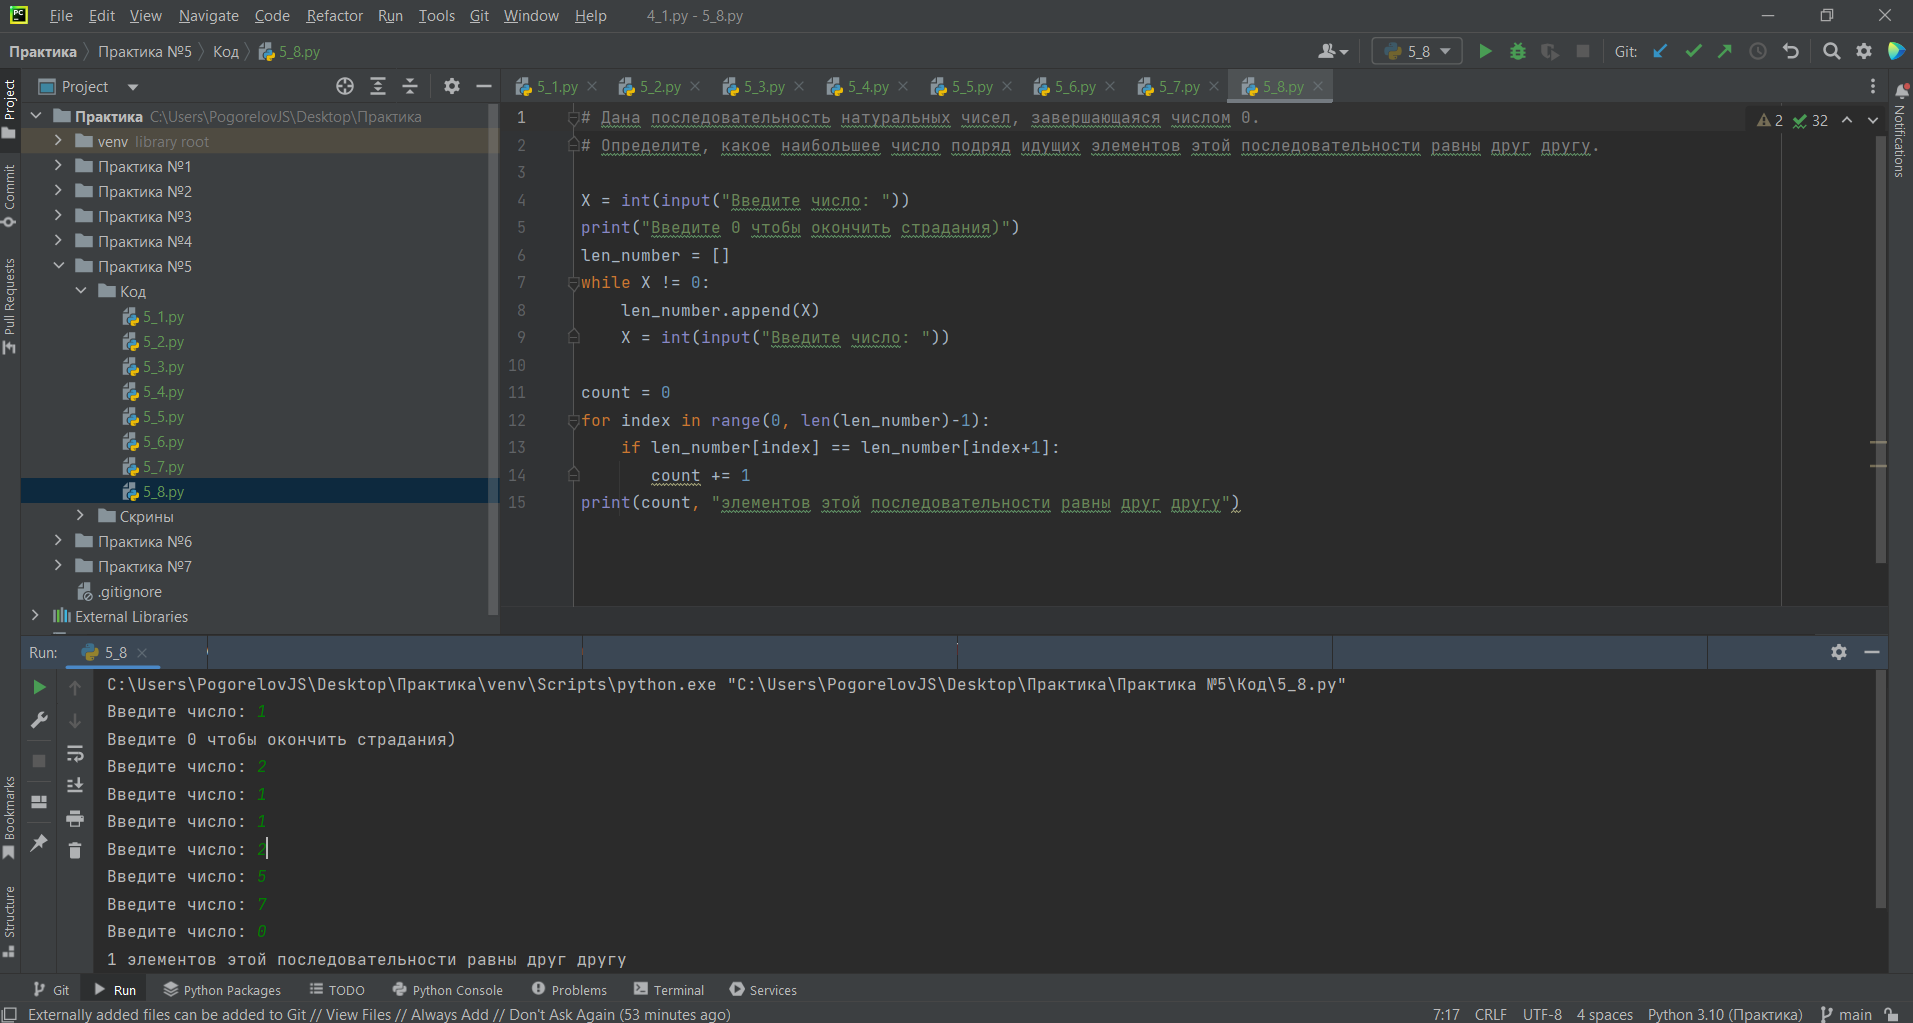 File Edit View Navigate Code Refactor Run Tools Git Window Help 4_1.py - 5_8.py
Практика Практика №5 Код 5_8.py
5_8 Git:
Project
5_1.py 5_2.py 5_3.py 5_4.py 5_5.py 5_6.py 5_7.py 5_8.py
Project
Commit
Pull Requests
Bookmarks
Structure
Notifications
Практика C:\Users\PogorelovJS\Desktop\Практика
venv library root
Практика №1
Практика №2
Практика №3
Практика №4
Практика №5
Код
5_1.py
5_2.py
5_3.py
5_4.py
5_5.py
5_6.py
5_7.py
5_8.py
Скрины
Практика №6
Практика №7
.gitignore
External Libraries
2 32
1 # Дана последовательность натуральных чисел, завершающаяся числом 0.
2 # Определите, какое наибольшее число подряд идущих элементов этой последовательности равны друг другу.
3
4 X = int(input("Введите число: "))
5 print("Введите 0 чтобы окончить страдания)")
6 len_number = []
7 while X != 0:
8 len_number.append(X)
9 X = int(input("Введите число: "))
10
11 count = 0
12 for index in range(0, len(len_number)-1):
13 if len_number[index] == len_number[index+1]:
14 count += 1
15 print(count, "элементов этой последовательности равны друг другу")
Run: 5_8
C:\Users\PogorelovJS\Desktop\Практика\venv\Scripts\python.exe "C:\Users\PogorelovJS\Desktop\Практика\Практика №5\Код\5_8.py"
Введите число: 1
Введите 0 чтобы окончить страдания)
Введите число: 2
Введите число: 1
Введите число: 1
Введите число: 2
Введите число: 5
Введите число: 7
Введите число: 0
1 элементов этой последовательности равны друг другу
Git Run Python Packages TODO Python Console Problems Terminal Services
Externally added files can be added to Git // View Files // Always Add // Don't Ask Again (53 minutes ago) 7:17 CRLF UTF-8 4 spaces Python 3.10 (Практика) main